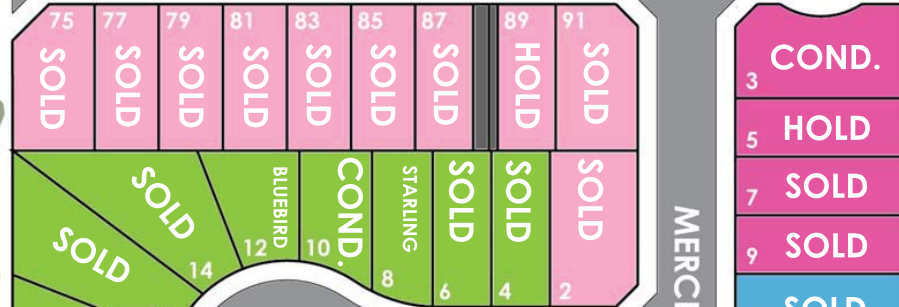 75
SOLD
77
SOLD
79
SOLD
81
SOLD
83
SOLD
85
SOLD
87
SOLD
89
HOLD
91
SOLD
SOLD
SOLD
14
BLUEBIRD
12
COND.
10
STARLING
8
SOLD
6
SOLD
4
SOLD
2
MERC
COND.
3
HOLD
5
SOLD
7
SOLD
9
SOLD